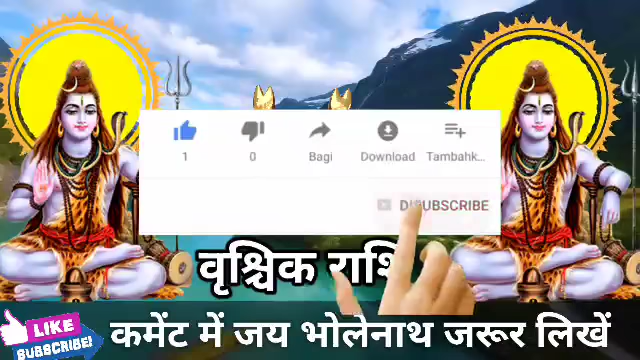 1 0 Bagi Download Tambahk...
SUBSCRIBE
वृश्चिक
LIKE
SUBSCRIBE!
कमेंट में जय भोलेनाथ जरूर लिखें